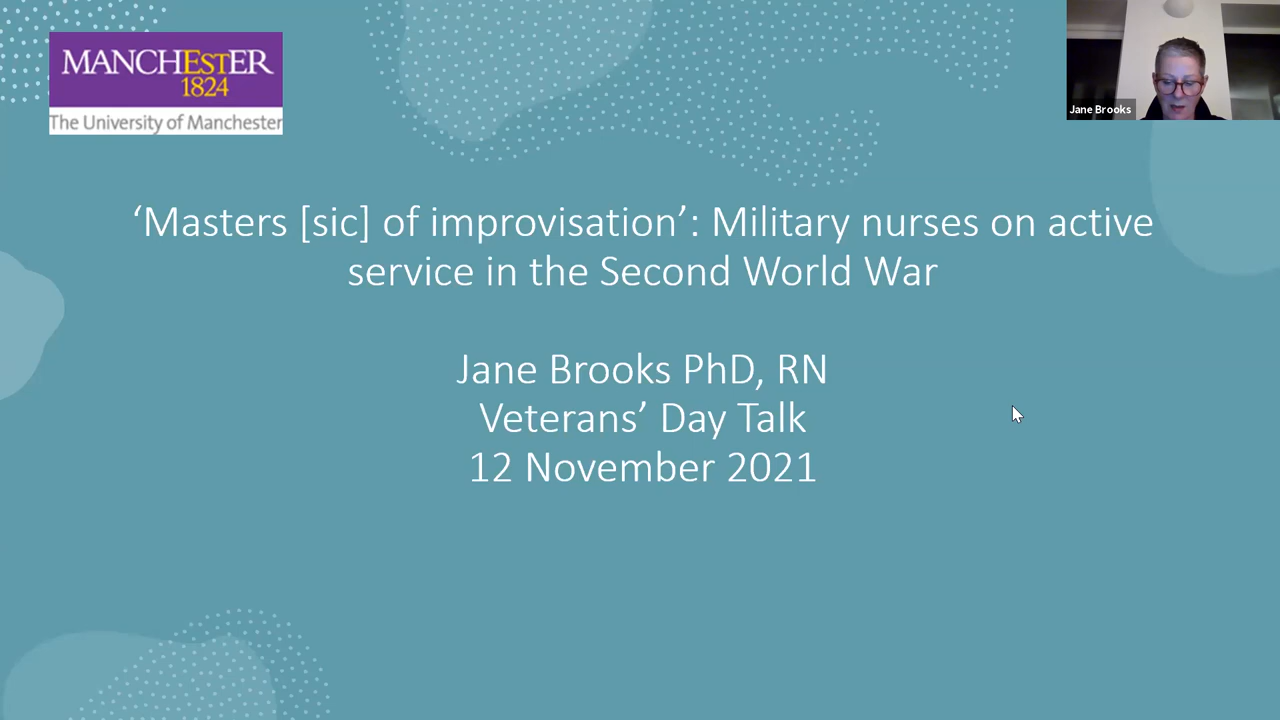 MANCHEstER
1824
The University of Manchester
Jane Brooks
‘Masters [sic] of improvisation’: Military nurses on active
service in the Second World War
Jane Brooks PhD, RN
Veterans’ Day Talk
12 November 2021